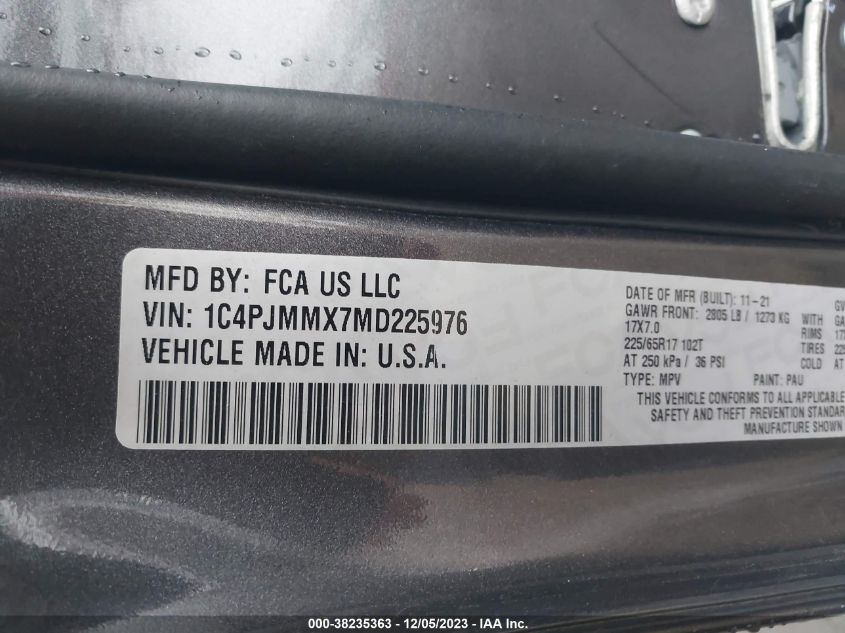 MFD BY: FCA US LLC
VIN: 1C4PJMMX7MD225976
VEHICLE MADE IN: U.S.A.
DATE OF MFR (BUILT): 11-21
GAWR FRONT: 2805 LB / 1273 KG WITH
17X7.0 RIMS
225/65R17 102T TIRES
AT 250 kPa / 36 PSI COLD
TYPE: MPV PAINT: PAU
THIS VEHICLE CONFORMS TO ALL APPLICABLE
SAFETY AND THEFT PREVENTION
MANUFACTURE SHOWN
000-38235363 - 12/05/2023 - IAA Inc.